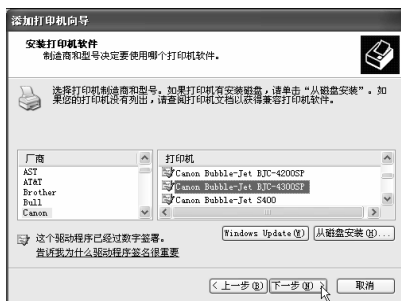 添加打印机向导
安装打印机软件
制造商和型号决定要使用哪个打印机软件。
选择打印机制造商和型号。如果打印机有安装磁盘，请单击“从磁盘安装”。如
果您的打印机没有列出，请查阅打印机文档以获得兼容打印机软件。
厂商
打印机
AST
AT&T
Brother
Bull
Canon
Canon Bubble-Jet BJC-4200SP
Canon Bubble-Jet BJC-4300SP
Canon Bubble-Jet S400
这个驱动程序已经过数字签署。
告诉我为什么驱动程序签名很重要
Windows Update(W)
从磁盘安装(H)...
<上一步(B)
下一步(N)>
取消